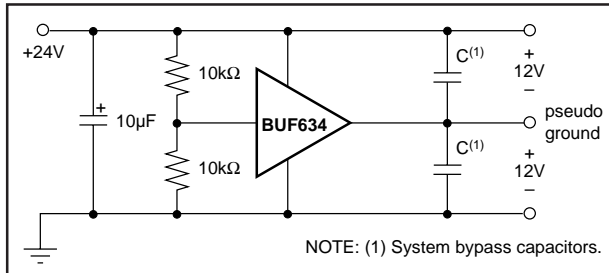 +24V
10µF
+
10kΩ
10kΩ
BUF634
C(1)
C(1)
+
12V
–
pseudo
ground
+
12V
–
NOTE: (1) System bypass capacitors.